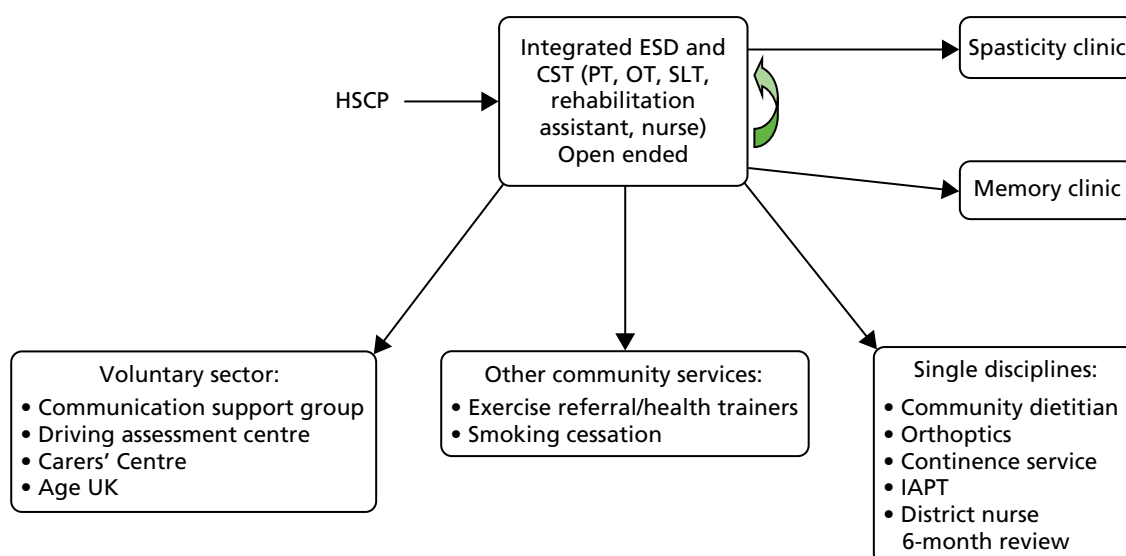 Integrated ESD and
CST (PT, OT, SLT,
rehabilitation
assistant, nurse)
Open ended
Spasticity clinic
HSCP
Memory clinic
Voluntary sector:
• Communication support group
• Driving assessment centre
• Carers’ Centre
• Age UK
Other community services:
• Exercise referral/health trainers
• Smoking cessation
Single disciplines:
• Community dietitian
• Orthoptics
• Continence service
• IAPT
• District nurse
6-month review